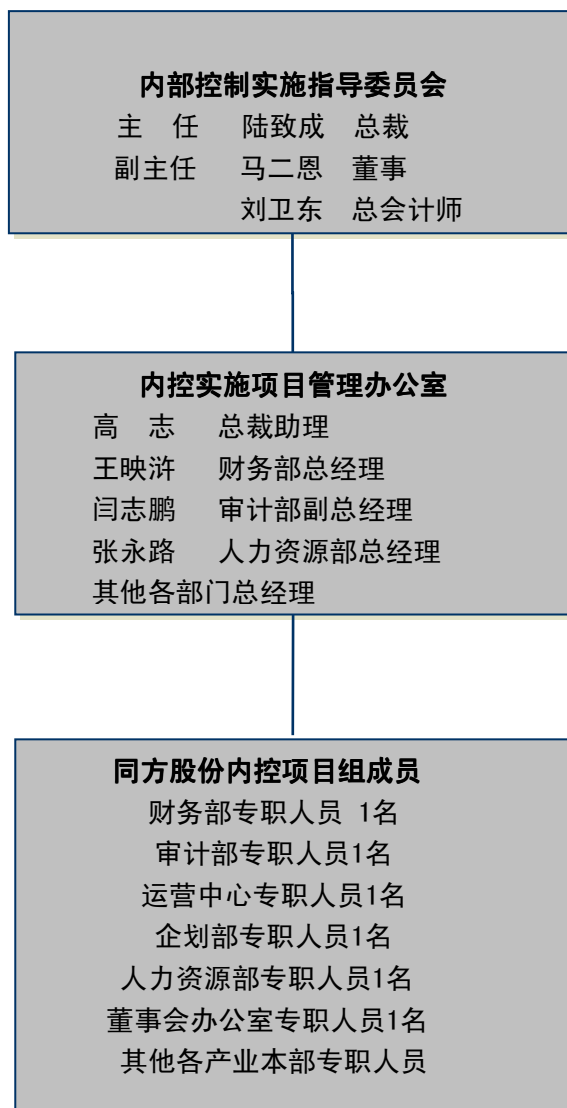 内部控制实施指导委员会
主　任　陆致成　总裁
副主任　马二恩　董事
刘卫东　总会计师
内控实施项目管理办公室
高　志　总裁助理
王映浒　财务部总经理
闫志鹏　审计部副总经理
张永路　人力资源部总经理
其他各部门总经理
同方股份内控项目组成员
财务部专职人员 1名
审计部专职人员1名
运营中心专职人员1名
企划部专职人员1名
人力资源部专职人员1名
董事会办公室专职人员1名
其他各产业本部专职人员